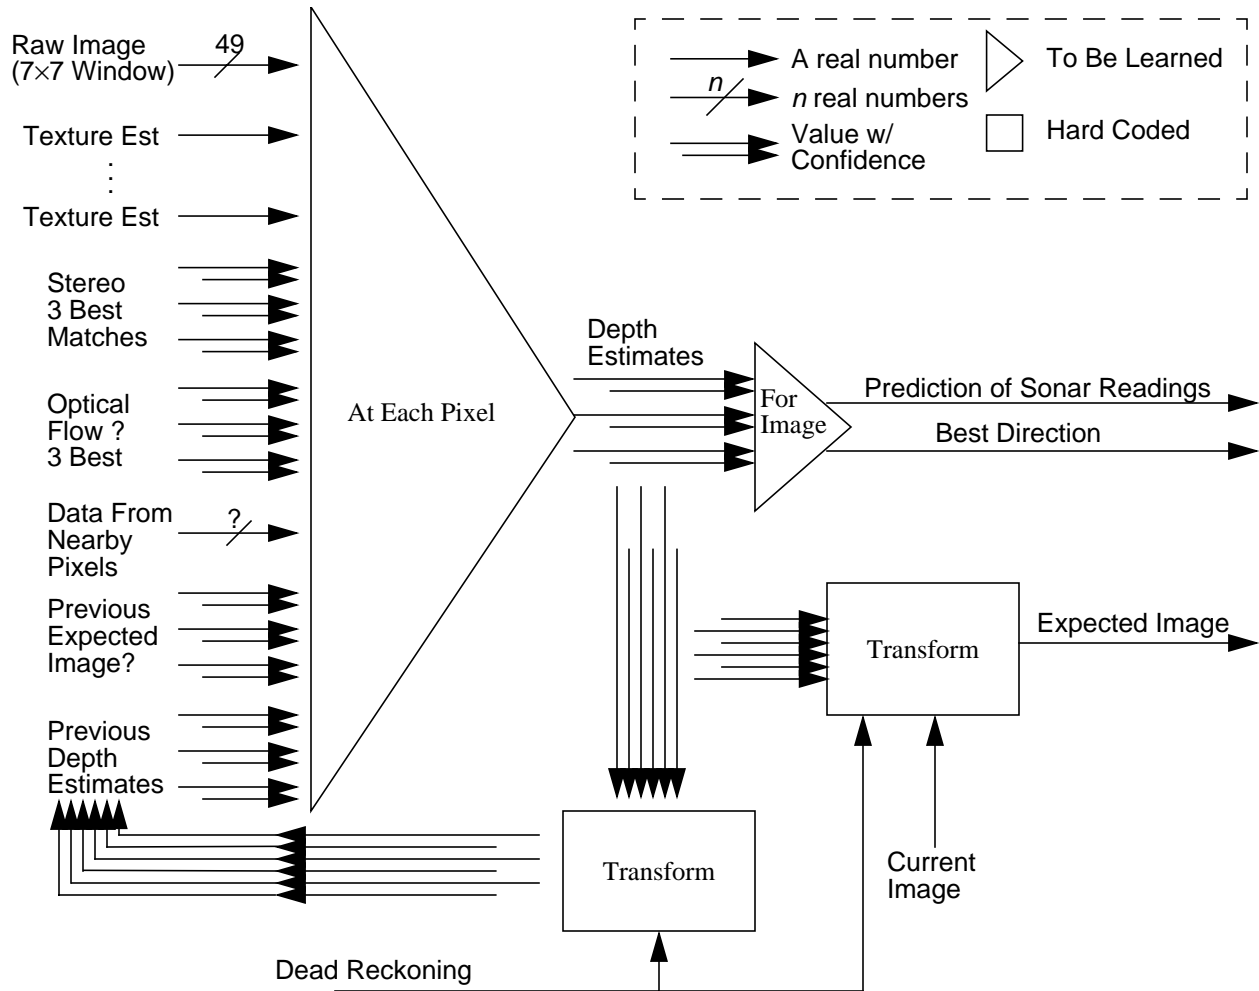 Raw Image
(7×7 Window)
49
Texture Est
⋮
Texture Est
Stereo
3 Best
Matches
Optical
Flow ?
3 Best
Data From
Nearby
Pixels
?
Previous
Expected
Image?
Previous
Depth
Estimates
At Each Pixel
A real number
n
n real numbers
Value w/
Confidence
To Be Learned
Hard Coded
Depth
Estimates
For
Image
Prediction of Sonar Readings
Best Direction
Transform
Expected Image
Transform
Current
Image
Dead Reckoning